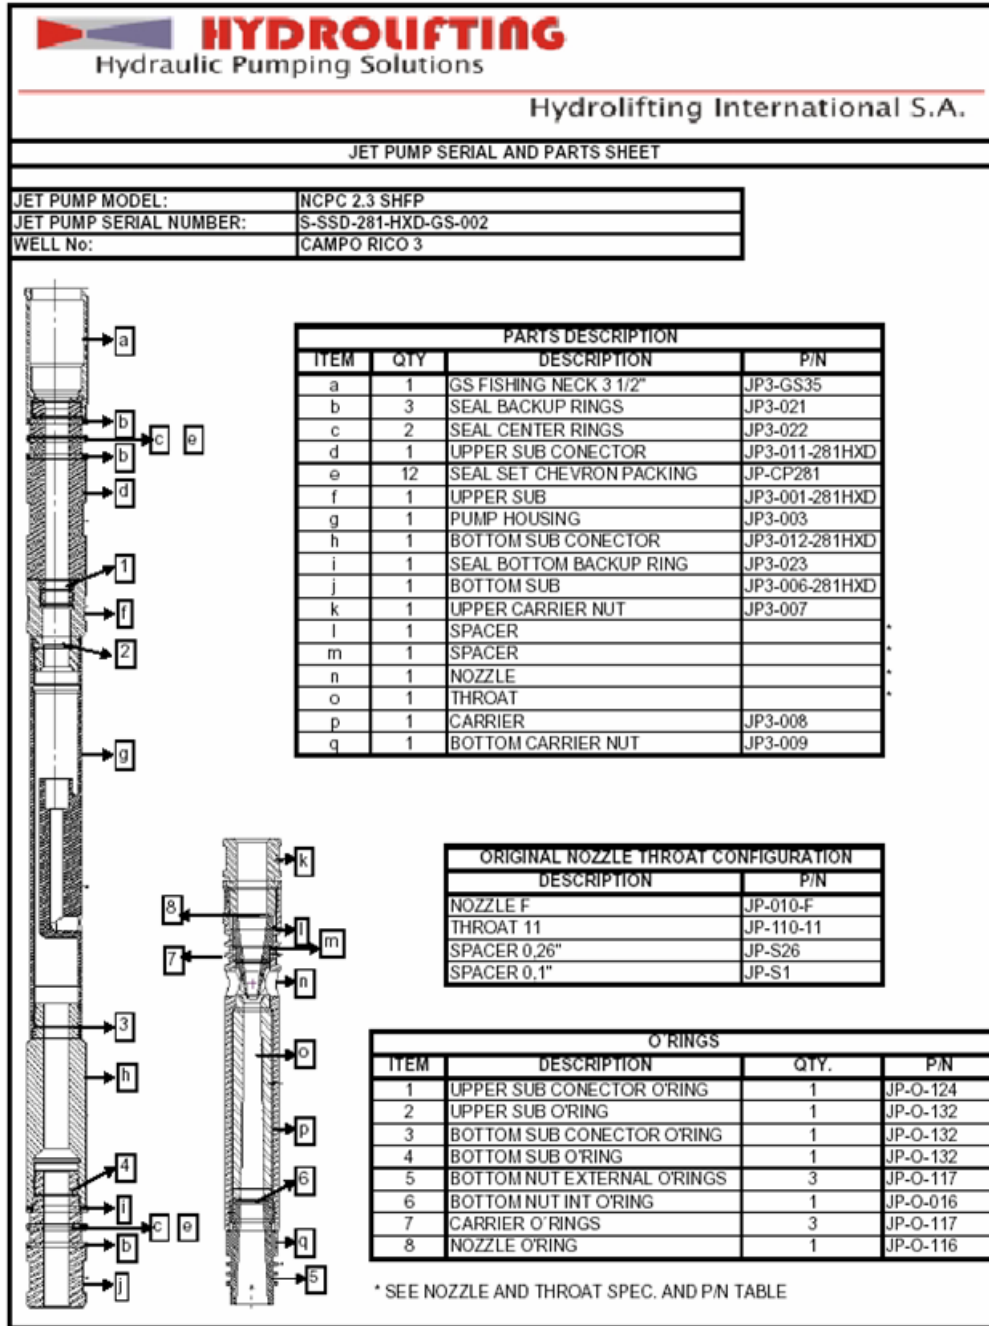 HYDROLIFTING
Hydraulic Pumping Solutions
Hydrolifting International S.A.
JET PUMP SERIAL AND PARTS SHEET
JET PUMP MODEL: NCPC 2.3 SHFP
JET PUMP SERIAL NUMBER: S-SSD-281-HXD-GS-002
WELL No: CAMPO RICO 3
PARTS DESCRIPTION
ITEM QTY DESCRIPTION P/N
a 1 GS FISHING NECK 3 1/2" JP3-GS35
b 3 SEAL BACKUP RINGS JP3-021
c 2 SEAL CENTER RINGS JP3-022
d 1 UPPER SUB CONECTOR JP3-011-281HXD
e 12 SEAL SET CHEVRON PACKING JP-CP281
f 1 UPPER SUB JP3-001-281HXD
g 1 PUMP HOUSING JP3-003
h 1 BOTTOM SUB CONECTOR JP3-012-281HXD
i 1 SEAL BOTTOM BACKUP RING JP3-023
j 1 BOTTOM SUB JP3-006-281HXD
k 1 UPPER CARRIER NUT JP3-007
l 1 SPACER *
m 1 SPACER *
n 1 NOZZLE *
o 1 THROAT *
p 1 CARRIER JP3-008
q 1 BOTTOM CARRIER NUT JP3-009
a
b
c e
b
d
1
f
2
g
3
h
4
i
c e
b
j
k
8
l
m
7
n
o
p
6
q
5
ORIGINAL NOZZLE THROAT CONFIGURATION
DESCRIPTION P/N
NOZZLE F JP-010-F
THROAT 11 JP-110-11
SPACER 0,26" JP-S26
SPACER 0,1" JP-S1
O'RINGS
ITEM DESCRIPTION QTY. P/N
1 UPPER SUB CONECTOR O'RING 1 JP-O-124
2 UPPER SUB O'RING 1 JP-O-132
3 BOTTOM SUB CONECTOR O'RING 1 JP-O-132
4 BOTTOM SUB O'RING 1 JP-O-132
5 BOTTOM NUT EXTERNAL O'RINGS 3 JP-O-117
6 BOTTOM NUT INT O'RING 1 JP-O-016
7 CARRIER O'RINGS 3 JP-O-117
8 NOZZLE O'RING 1 JP-O-116
* SEE NOZZLE AND THROAT SPEC. AND P/N TABLE